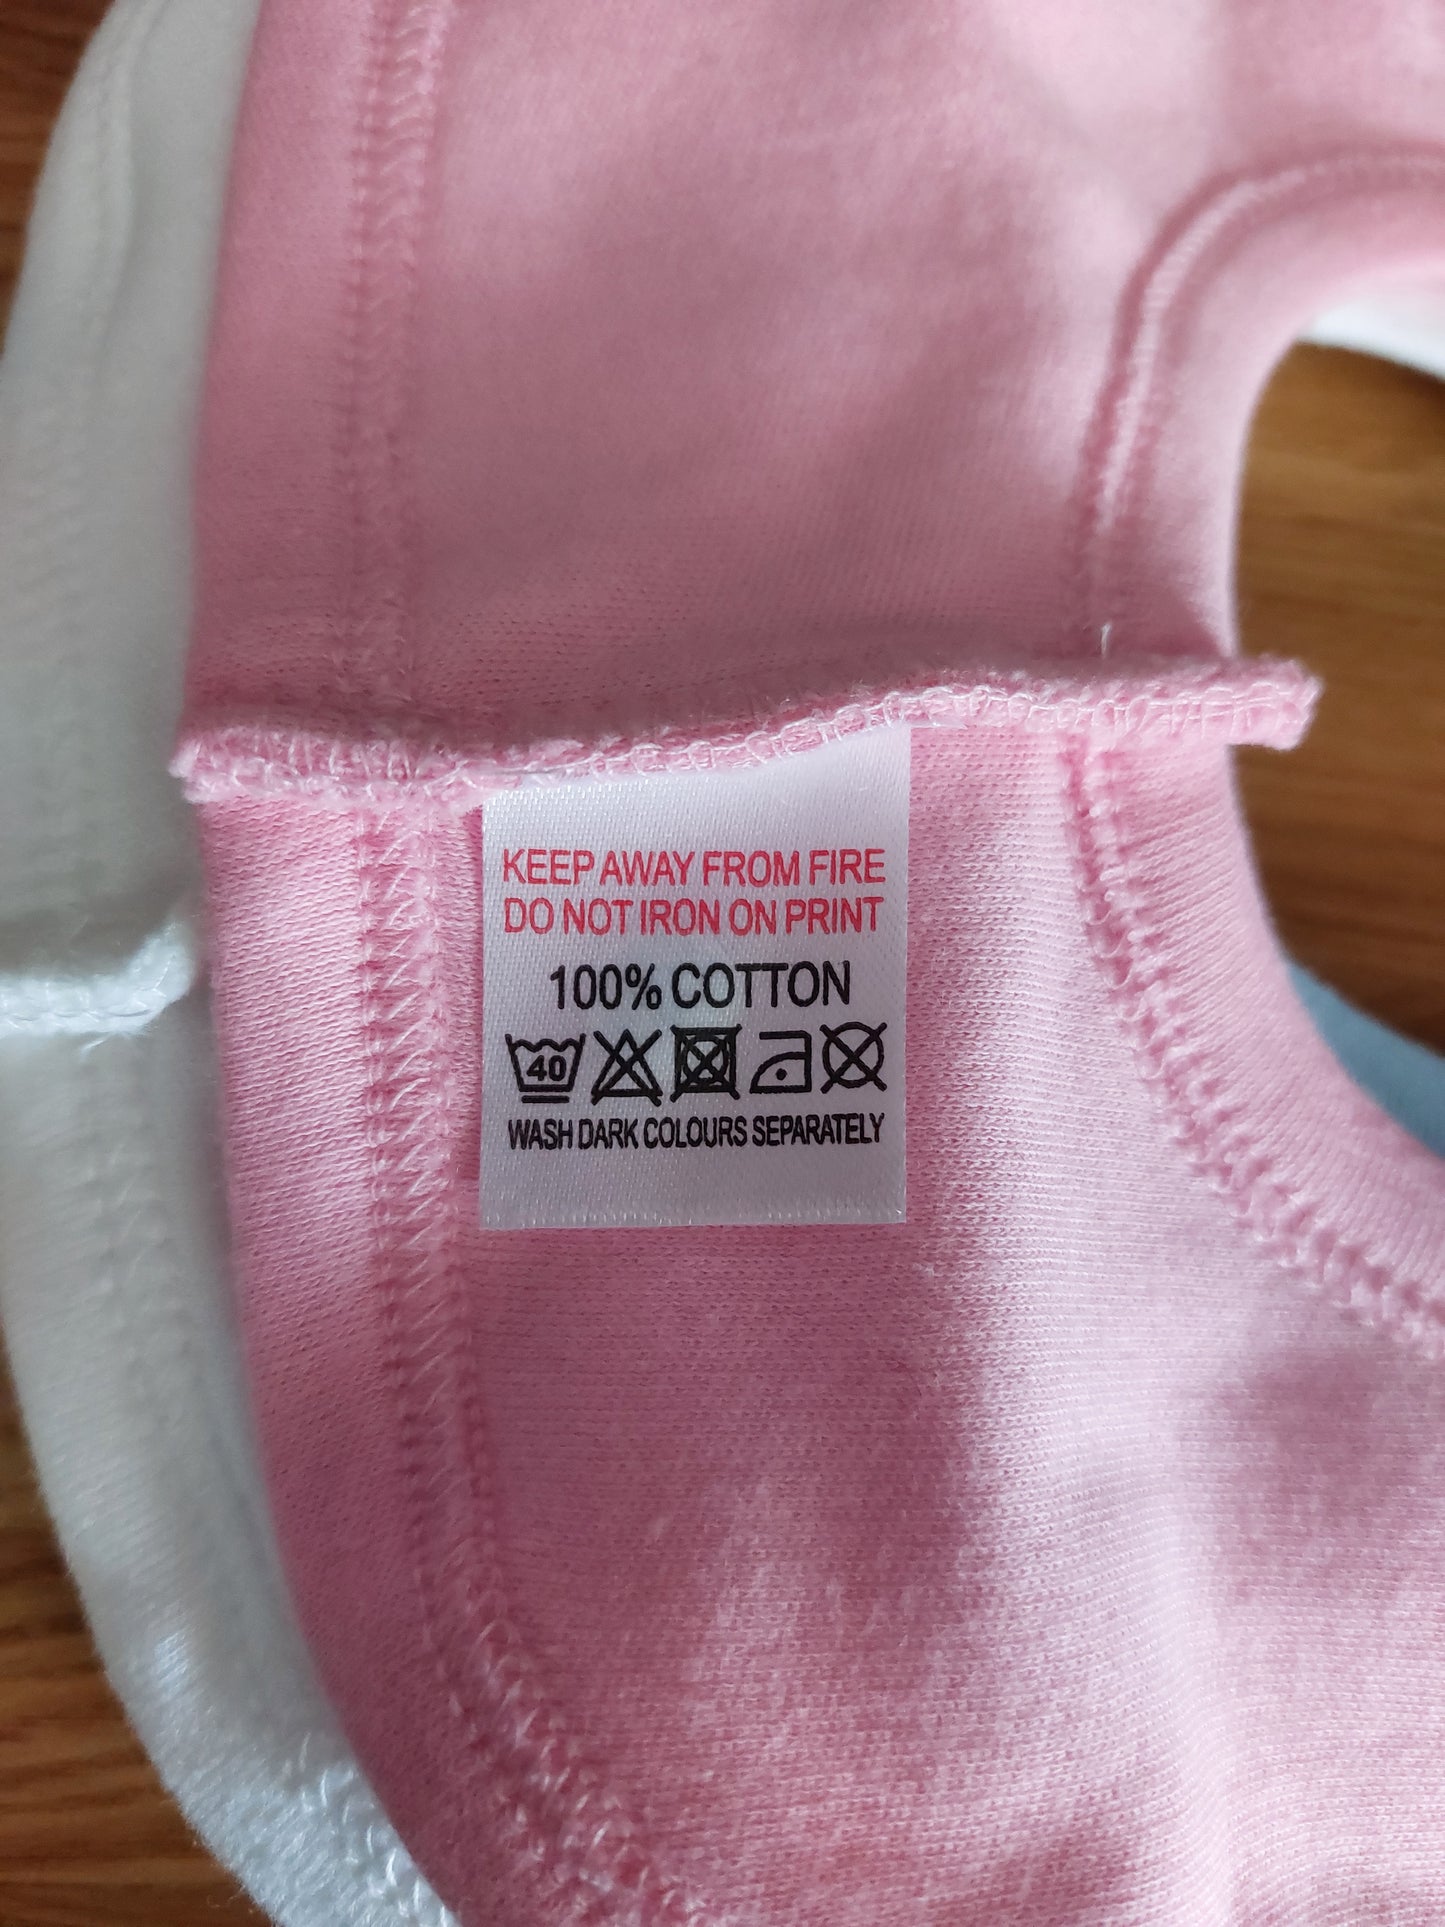 KEEP AWAY FROM FIRE
DO NOT IRON ON PRINT
100% COTTON
40
WASH DARK COLOURS SEPARATELY